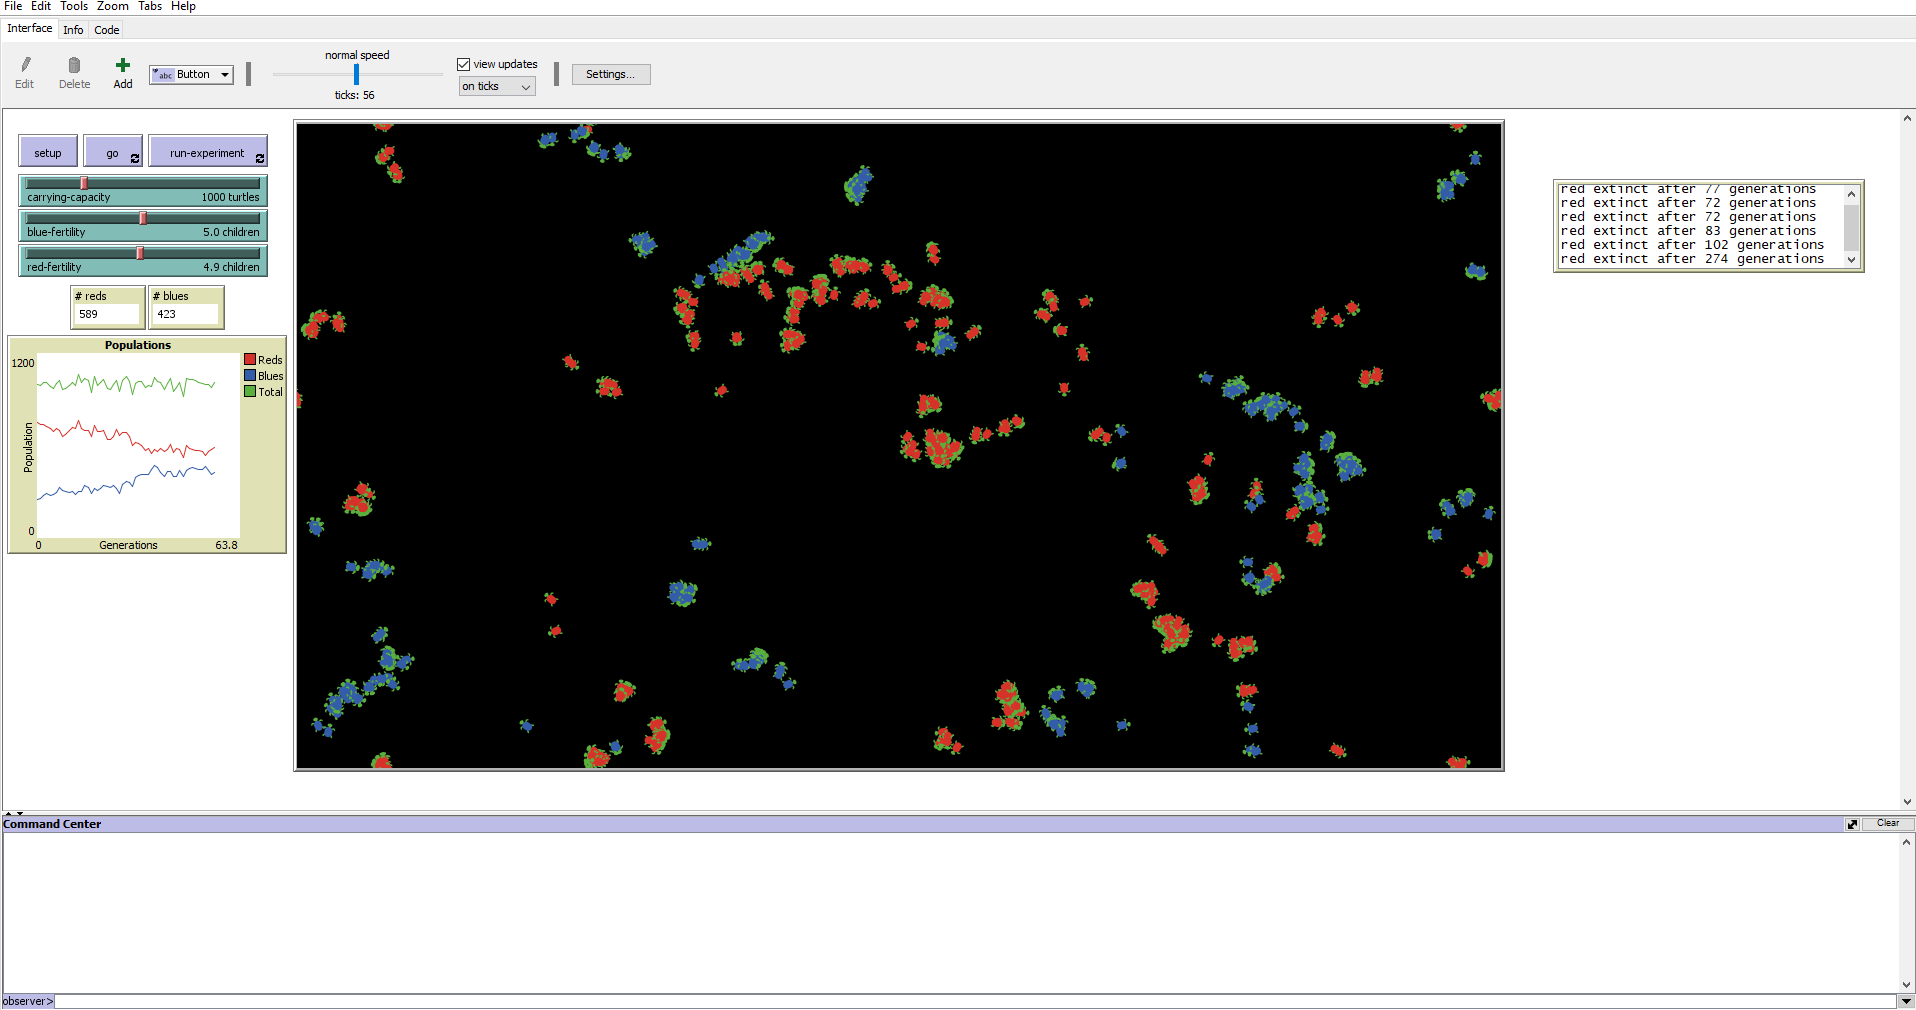 File Edit Tools Zoom Tabs Help
Interface Info Code
Edit Delete Add abc Button
normal speed
ticks: 56
view updates
on ticks
Settings...
setup go run-experiment
carrying-capacity 1000 turtles
blue-fertility 5.0 children
red-fertility 4.9 children
# reds
589
# blues
423
Populations
1200
Population
0
0 Generations 63.8
Reds
Blues
Total
red extinct after 77 generations
red extinct after 72 generations
red extinct after 72 generations
red extinct after 83 generations
red extinct after 102 generations
red extinct after 274 generations
Command Center
Clear
observer>